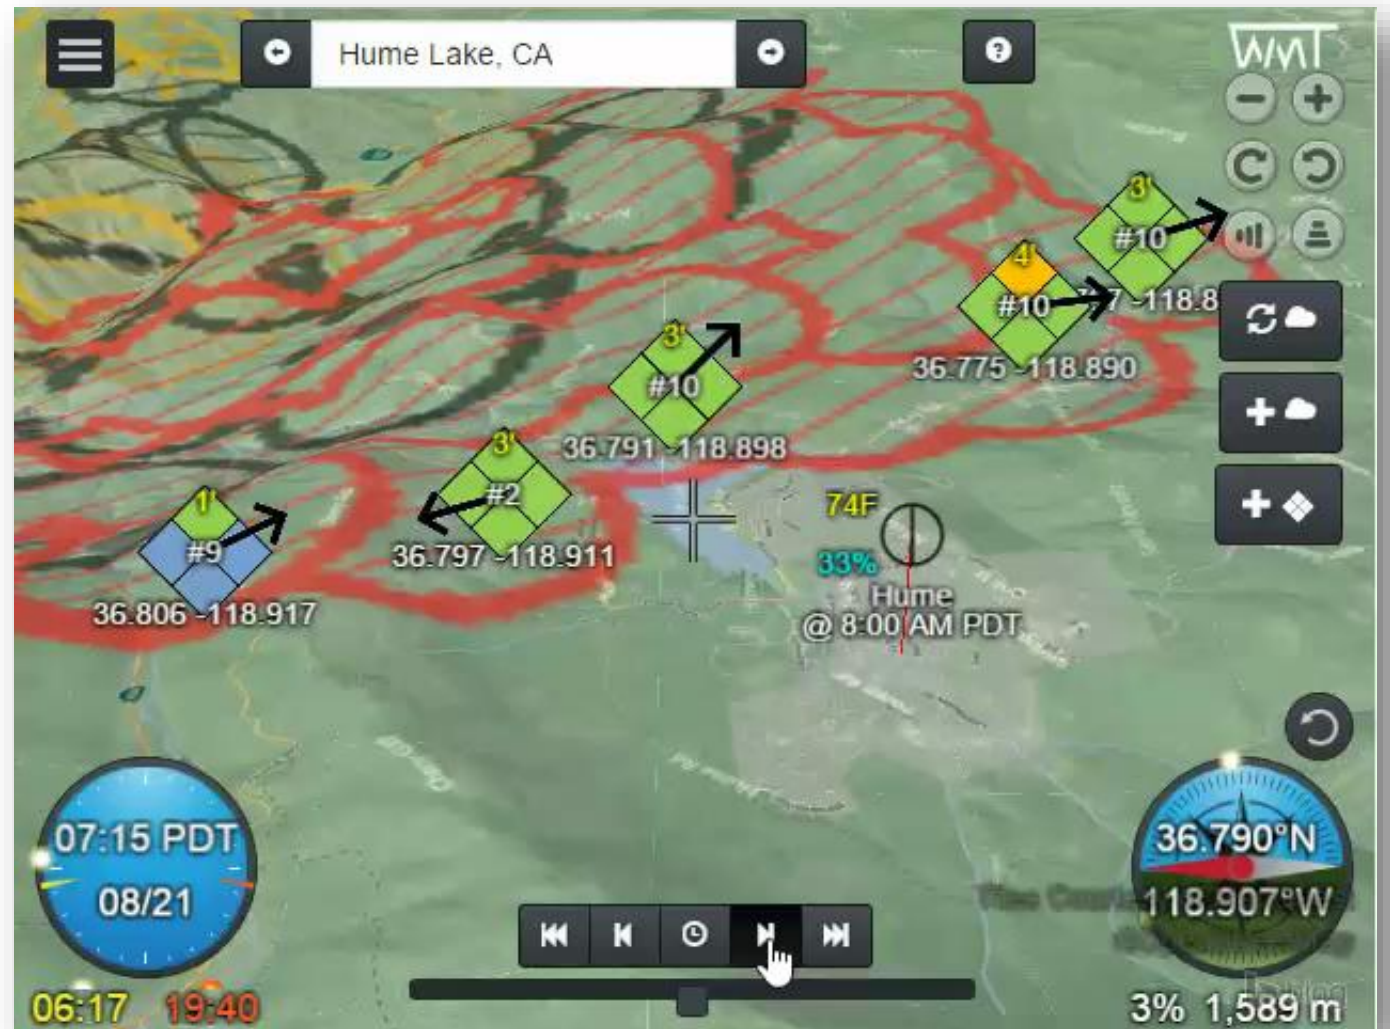 Hume Lake, CA
WMT
3'
#10
4'
#10
7 -118.8
36.775 -118.890
3'
#10
36.791 -118.898
3'
#2
36.797 -118.911
1'
#9
36.806 -118.917
74F
33%
Hume
@ 8:00 AM PDT
07:15 PDT
08/21
06:17 19:40
36.790°N
118.907°W
3% 1,589 m